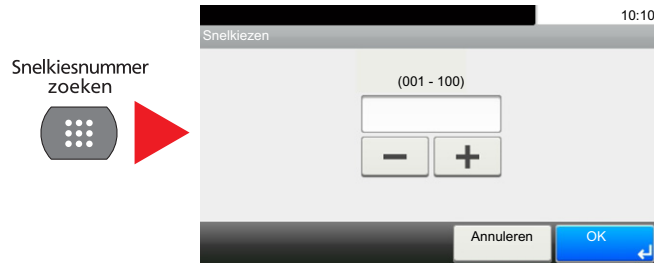 Snelkiesnummer
zoeken
10:10
Snelkiezen
(001 - 100)
Annuleren
OK